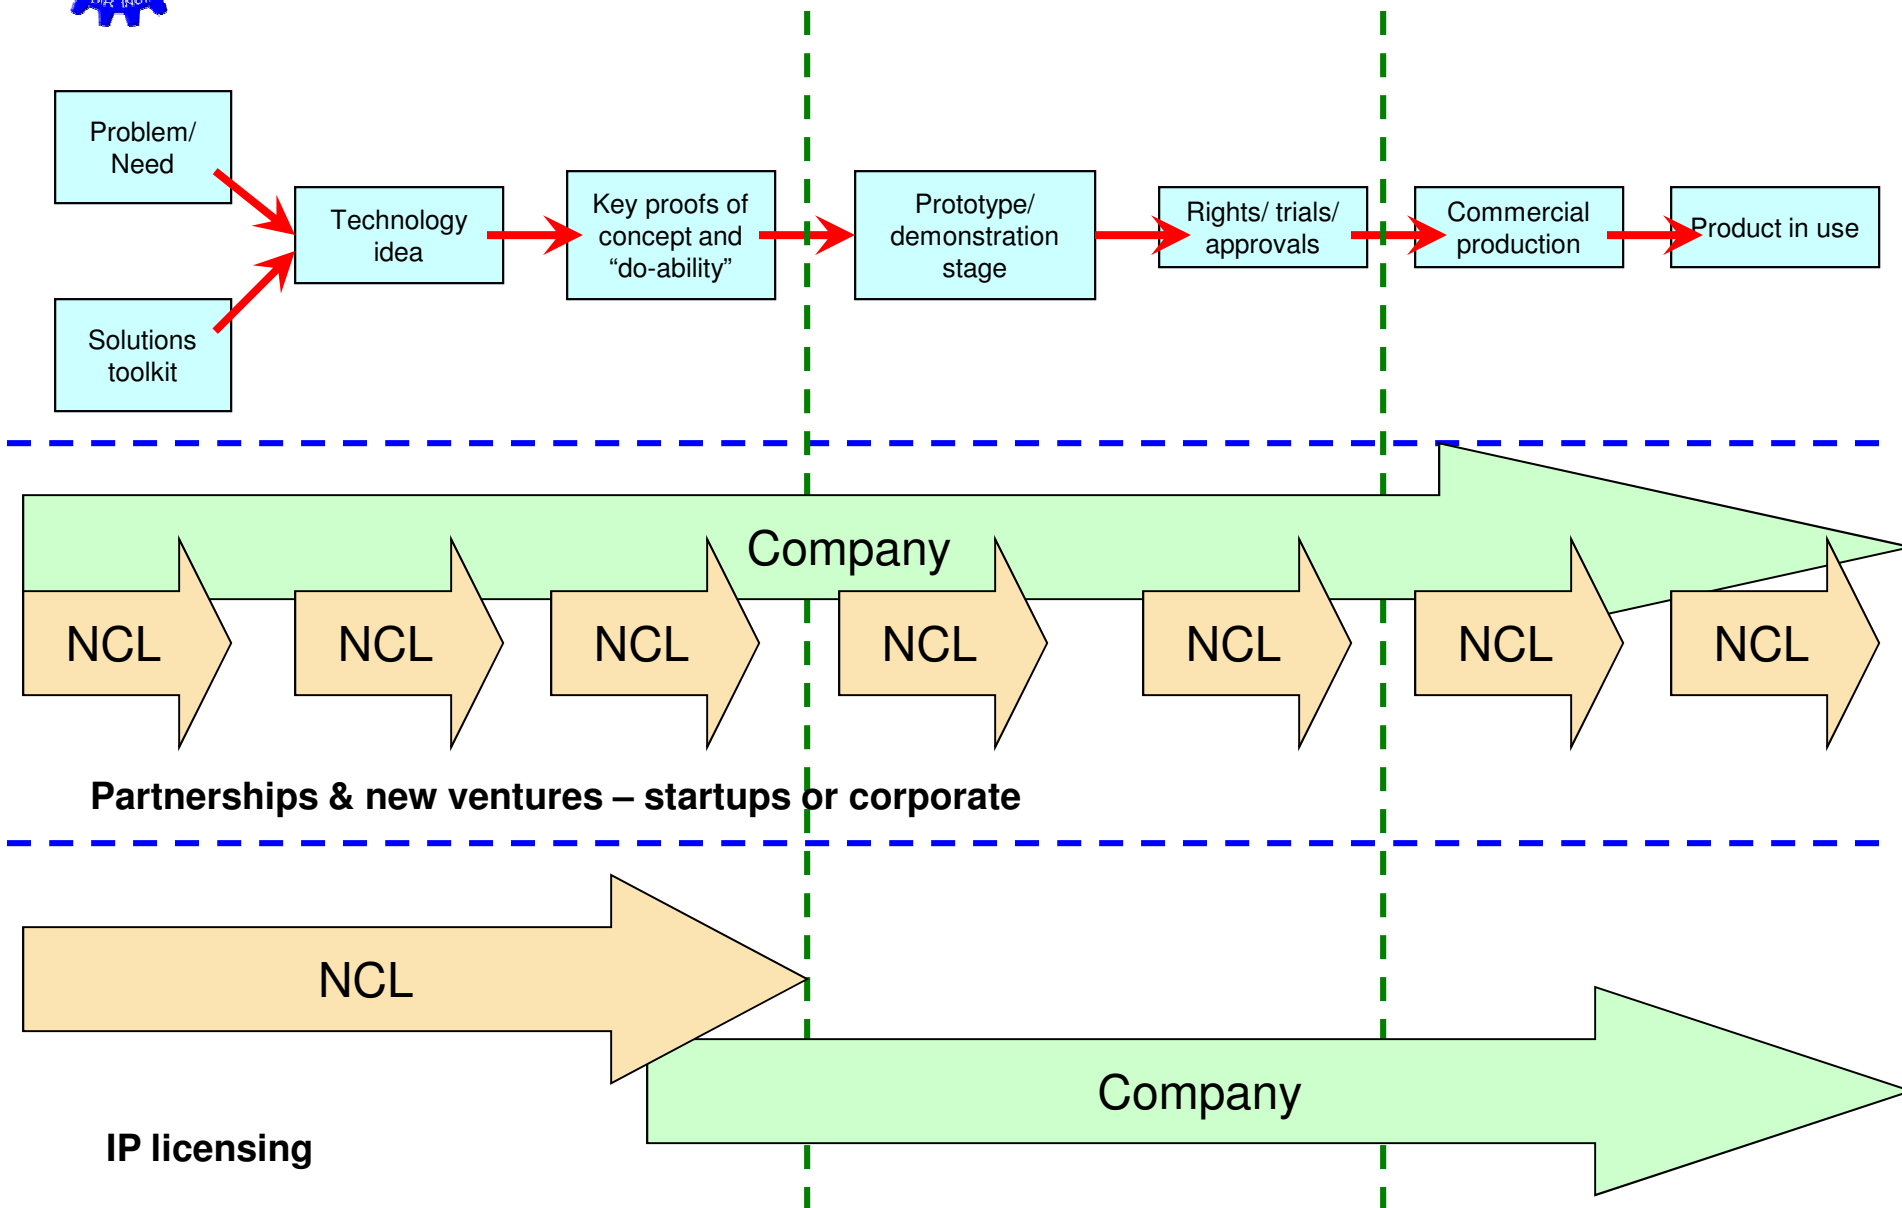 Problem/
Need
Solutions
toolkit
Technology
idea
Key proofs of
concept and
“do-ability”
Prototype/
demonstration
stage
Rights/ trials/
approvals
Commercial
production
Product in use
Company
NCL
NCL
NCL
NCL
NCL
NCL
NCL
Partnerships & new ventures – startups or corporate
NCL
Company
IP licensing